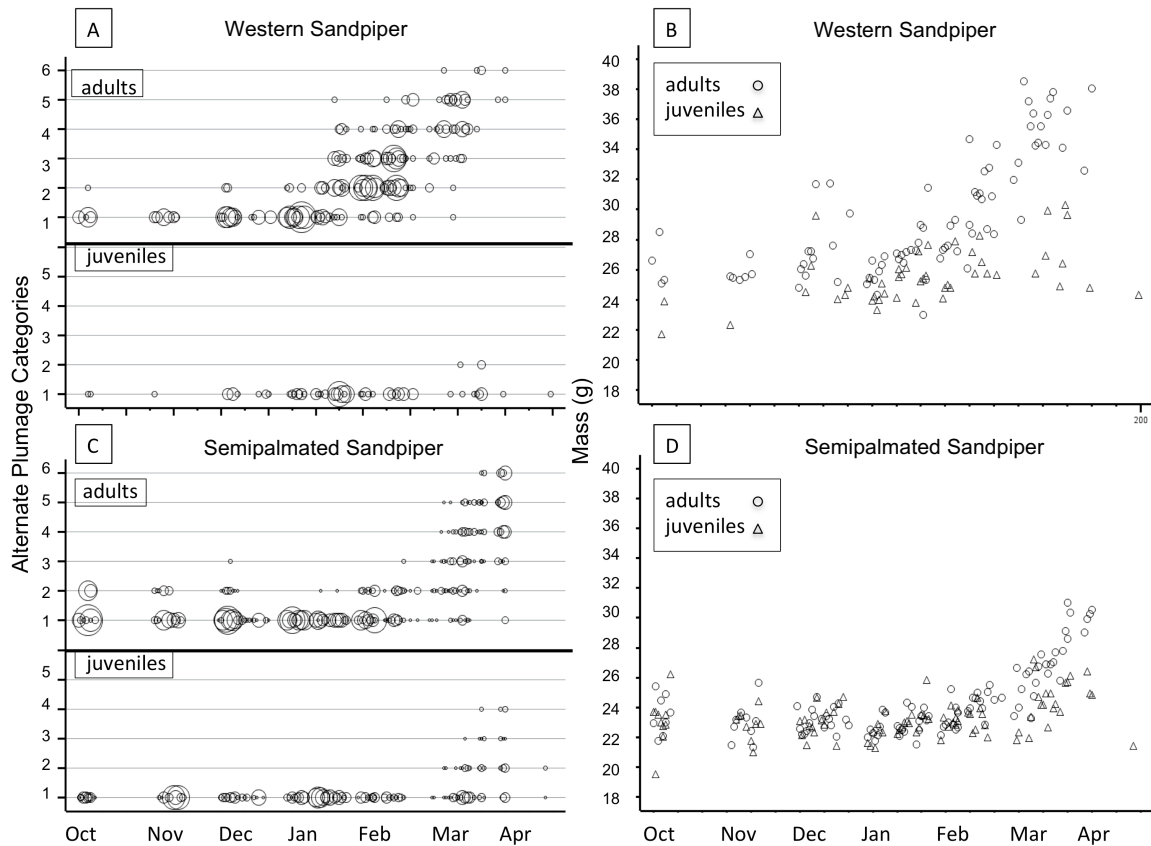 A
Western Sandpiper
adults
6
5
4
3
2
1
juveniles
5
4
3
2
1
Alternate Plumage Categories
C
Semipalmated Sandpiper
adults
6
5
4
3
2
1
juveniles
5
4
3
2
1
Oct Nov Dec Jan Feb Mar Apr
B
Western Sandpiper
adults
juveniles
40
38
36
34
32
30
28
26
24
22
20
18
200
Mass (g)
D
Semipalmated Sandpiper
adults
juveniles
40
38
36
34
32
30
28
26
24
22
20
18
Oct Nov Dec Jan Feb Mar Apr